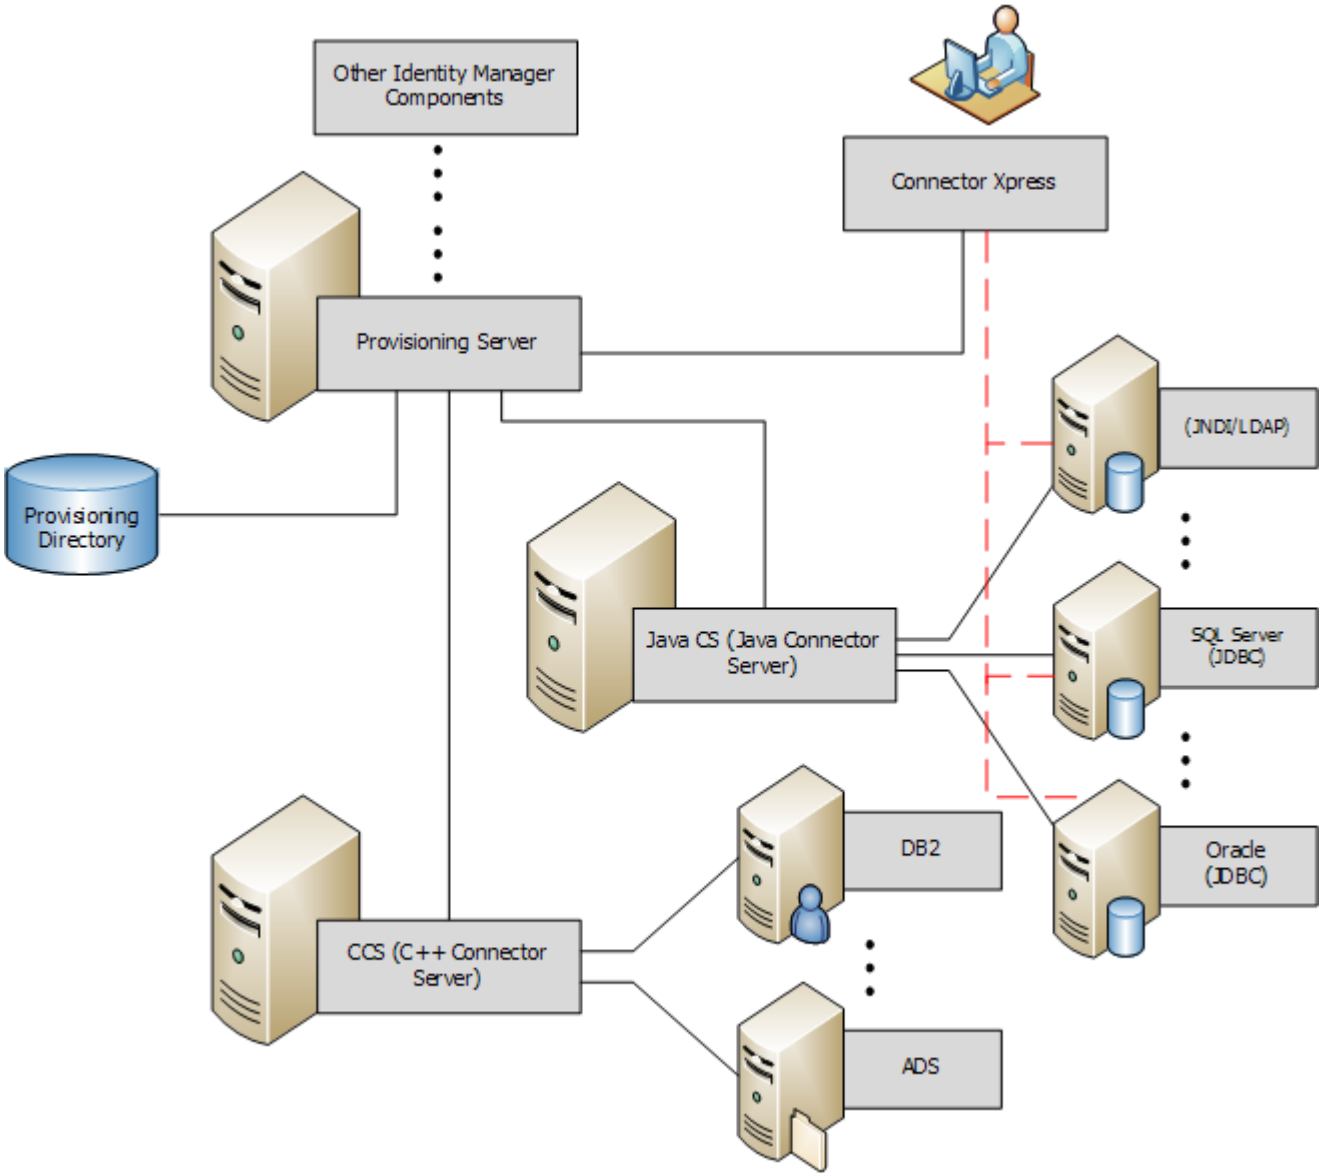 Other Identity Manager
Components
Connector Xpress
Provisioning Server
(JNDI/LDAP)
Provisioning
Directory
Java CS (Java Connector
Server)
SQL Server
(JDBC)
DB2
Oracle
(JDBC)
CCS (C++ Connector
Server)
ADS